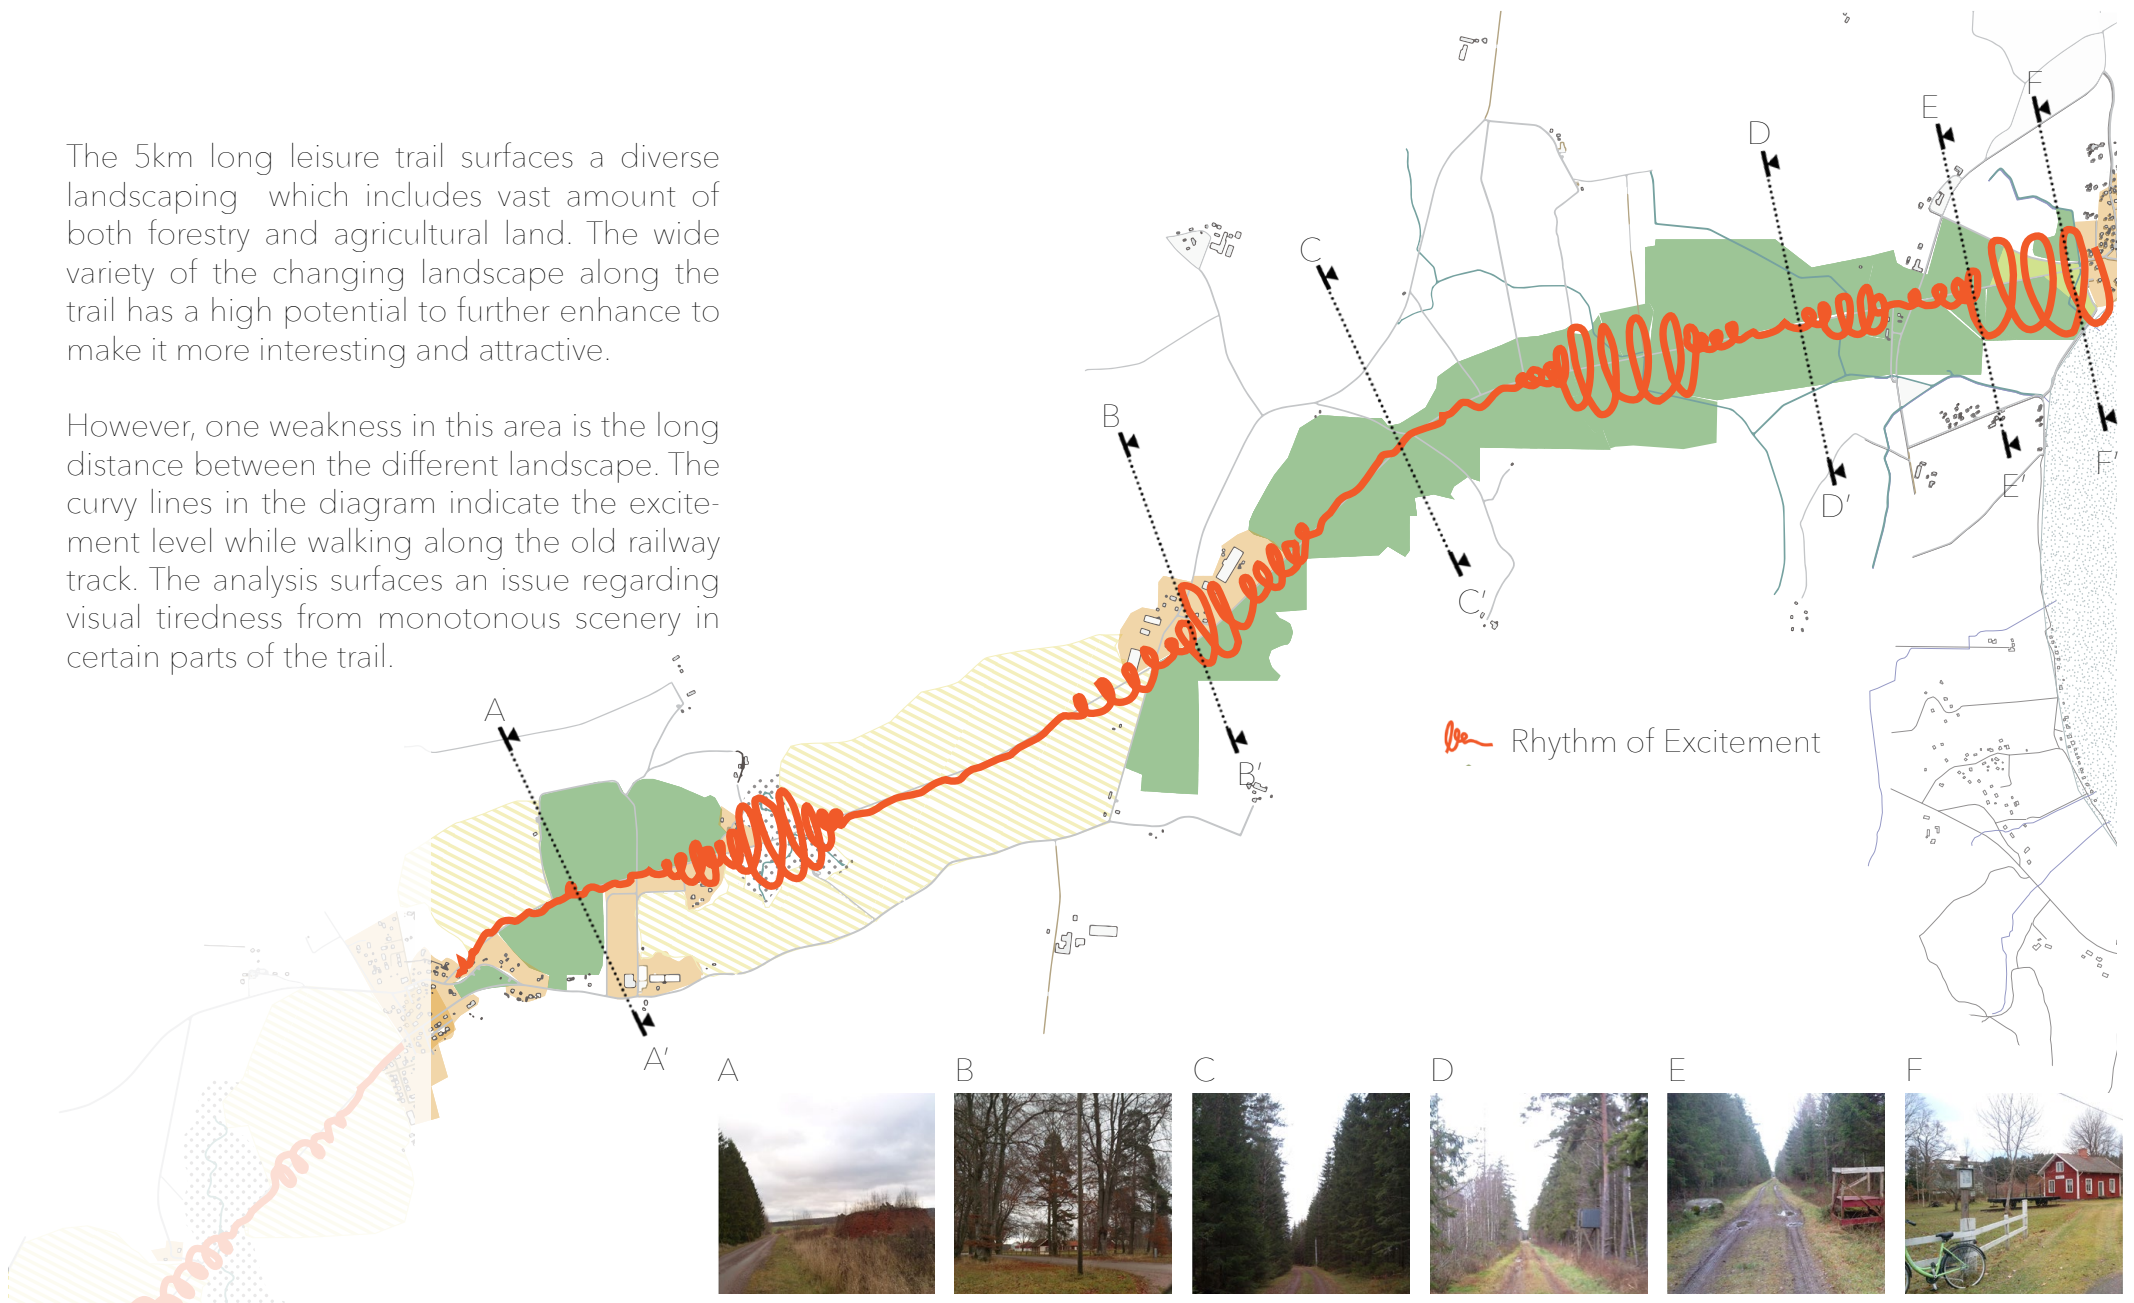 The 5km long leisure trail surfaces a diverse
landscaping which includes vast amount of
both forestry and agricultural land. The wide
variety of the changing landscape along the
trail has a high potential to further enhance to
make it more interesting and attractive.
However, one weakness in this area is the long
distance between the different landscape. The
curvy lines in the diagram indicate the excite-
ment level while walking along the old railway
track. The analysis surfaces an issue regarding
visual tiredness from monotonous scenery in
certain parts of the trail.
F
E
D
C
B
A
F'
E'
D'
C'
B'
A'
Rhythm of Excitement
A
B
C
D
E
F